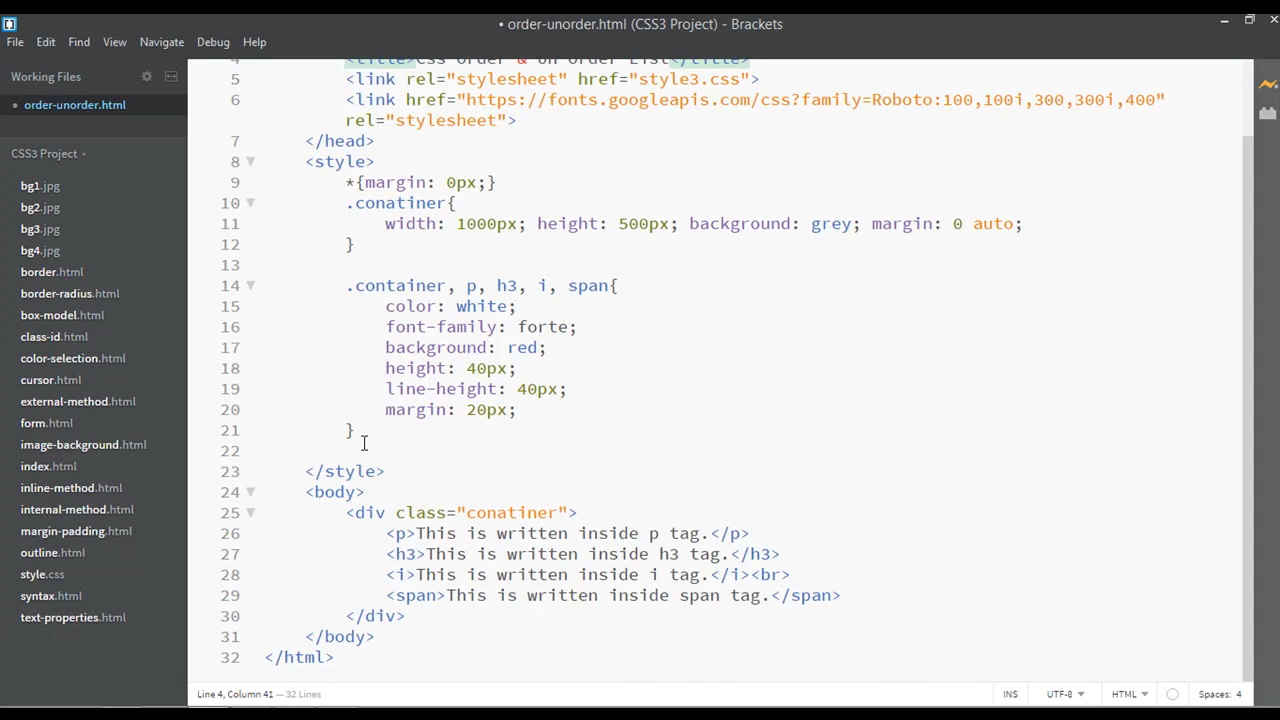 • order-unorder.html (CSS3 Project) - Brackets
File Edit Find View Navigate Debug Help
Working Files
• order-unorder.html
CSS3 Project
bg1.jpg
bg2.jpg
bg3.jpg
bg4.jpg
border.html
border-radius.html
box-model.html
class-id.html
color-selection.html
cursor.html
external-method.html
form.html
image-background.html
index.html
inline-method.html
internal-method.html
margin-padding.html
outline.html
style.css
syntax.html
text-properties.html
4 <title>Css Order & Un Order List</title>
5 <link rel="stylesheet" href="style3.css">
6 <link href="https://fonts.googleapis.com/css?family=Roboto:100,100i,300,300i,400"
rel="stylesheet">
7 </head>
8 <style>
9 *{margin: 0px;}
10 .conatiner{
11 width: 1000px; height: 500px; background: grey; margin: 0 auto;
12 }
13
14 .container, p, h3, i, span{
15 color: white;
16 font-family: forte;
17 background: red;
18 height: 40px;
19 line-height: 40px;
20 margin: 20px;
21 }
22
23 </style>
24 <body>
25 <div class="conatiner">
26 <p>This is written inside p tag.</p>
27 <h3>This is written inside h3 tag.</h3>
28 <i>This is written inside i tag.</i><br>
29 <span>This is written inside span tag.</span>
30 </div>
31 </body>
32 </html>
Line 4, Column 41 — 32 Lines
INS UTF-8 HTML Spaces: 4